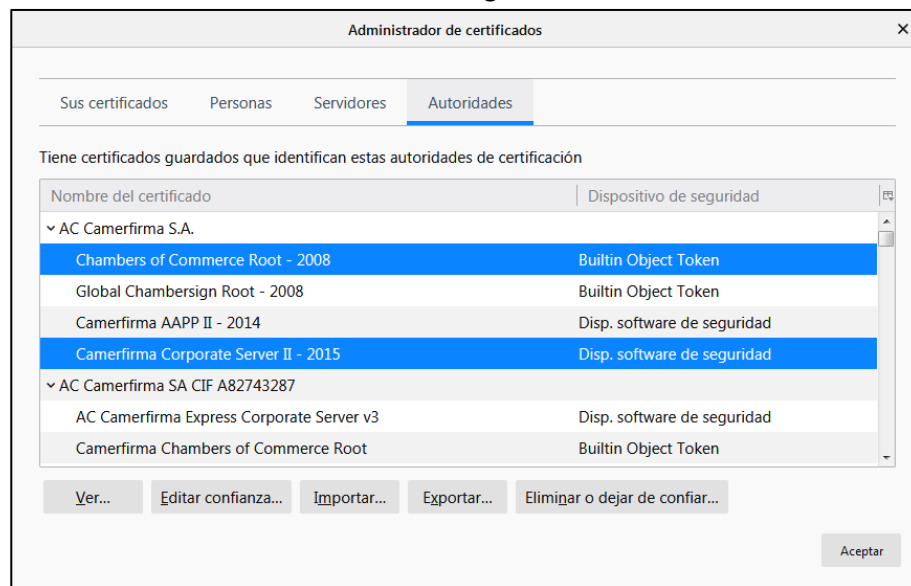 Administrador de certificados
Sus certificados Personas Servidores Autoridades
Tiene certificados guardados que identifican estas autoridades de certificación
Nombre del certificado Dispositivo de seguridad
AC Camerfirma S.A.
Chambers of Commerce Root - 2008 Builtin Object Token
Global Chambersign Root - 2008 Builtin Object Token
Camerfirma AAPP II - 2014 Disp. software de seguridad
Camerfirma Corporate Server II - 2015 Disp. software de seguridad
AC Camerfirma SA CIF A82743287
AC Camerfirma Express Corporate Server v3 Disp. software de seguridad
Camerfirma Chambers of Commerce Root Builtin Object Token
Ver... Editar confianza... Importar... Exportar... Eliminar o dejar de confiar...
Aceptar